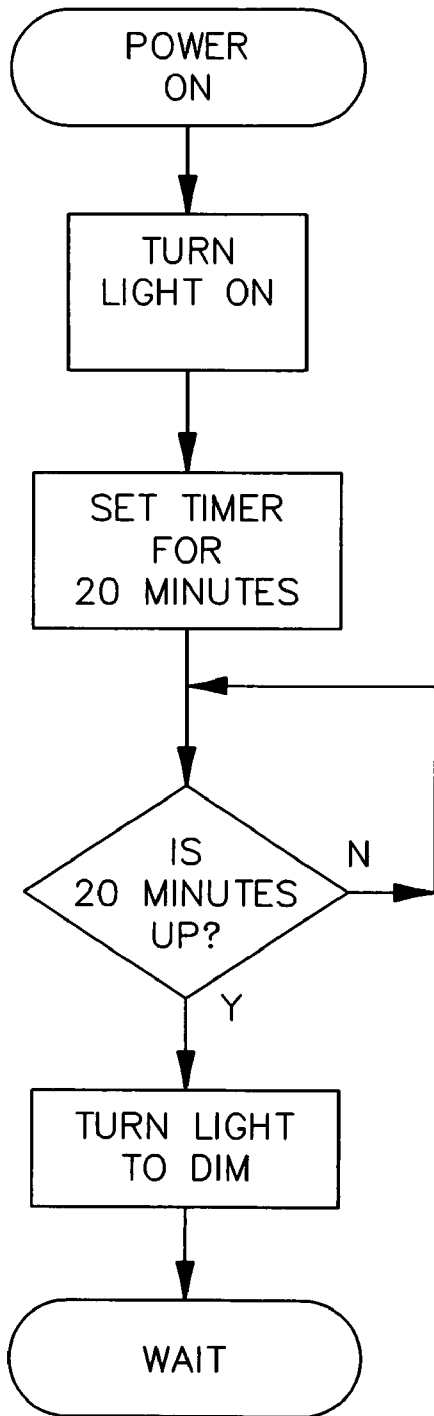 POWER
ON
TURN
LIGHT ON
SET TIMER
FOR
20 MINUTES
IS
20 MINUTES
UP?
N
Y
TURN LIGHT
TO DIM
WAIT